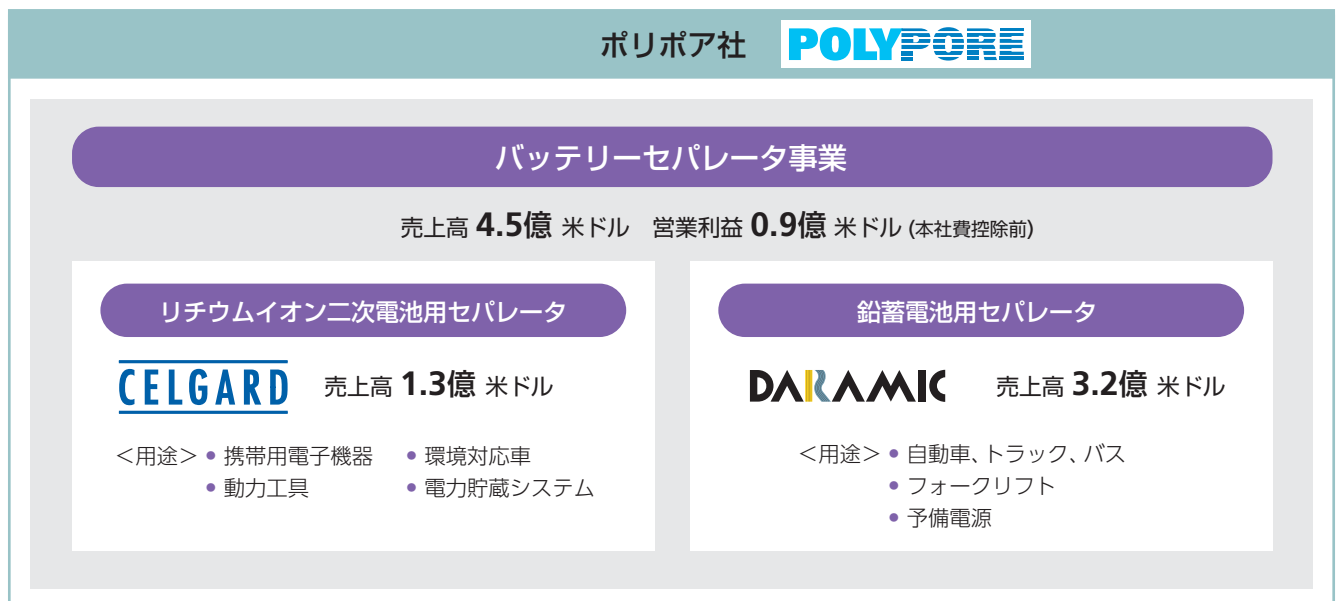 ポリポア社 POLYPORE
バッテリーセパレータ事業
売上高 4.5億 米ドル 営業利益 0.9億 米ドル (本社費控除前)
リチウムイオン二次電池用セパレータ
CELGARD 売上高 1.3億 米ドル
＜用途＞ • 携帯用電子機器 • 環境対応車
• 動力工具 • 電力貯蔵システム
鉛蓄電池用セパレータ
DARAMIC 売上高 3.2億 米ドル
＜用途＞ • 自動車、トラック、バス
• フォークリフト
• 予備電源